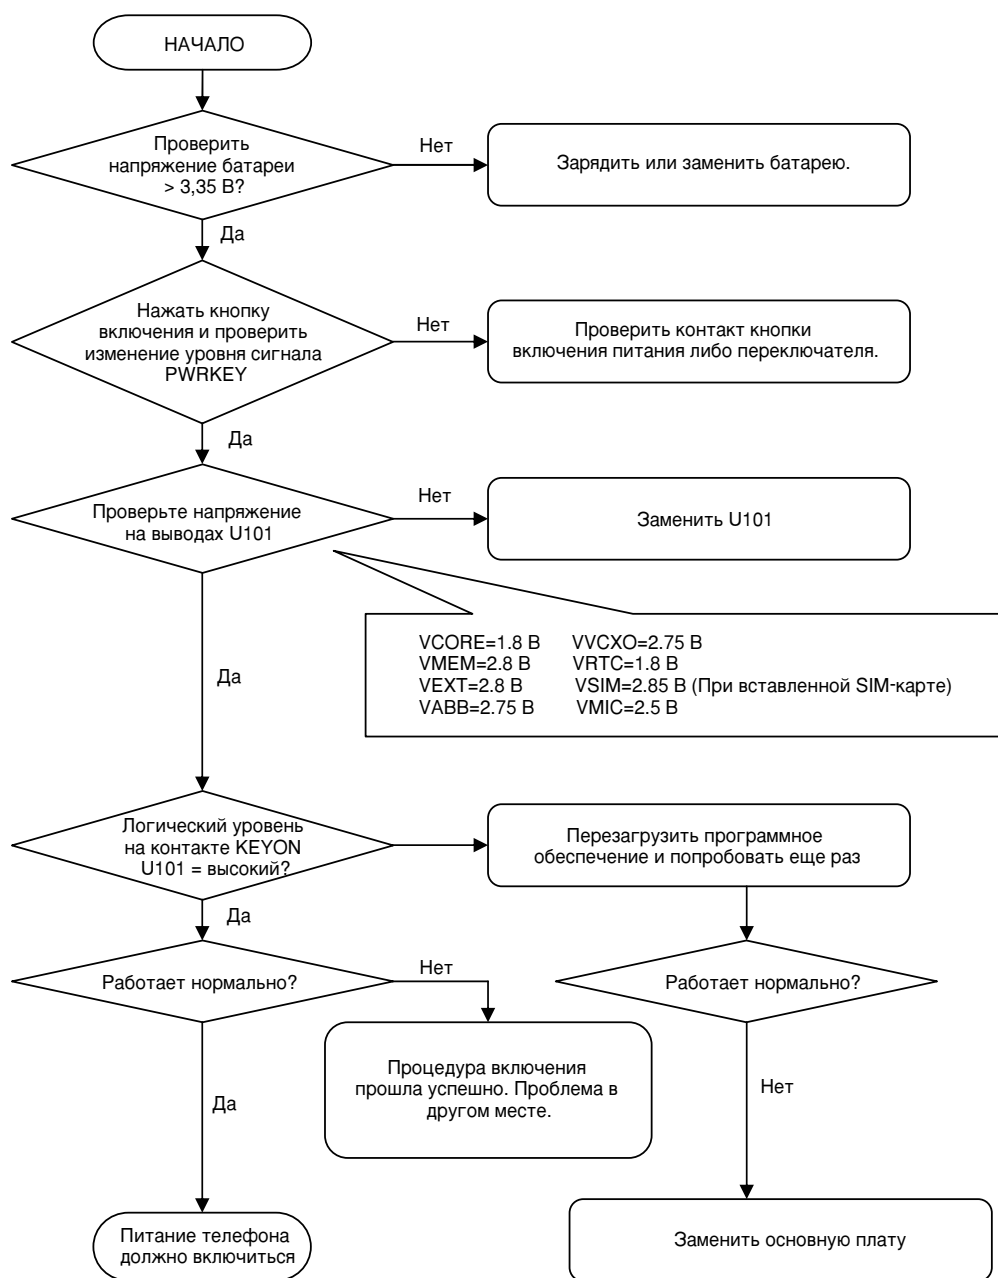 НАЧАЛО
Проверить
напряжение батареи
> 3,35 В?
Нет
Зарядить или заменить батарею.
Да
Нажать кнопку
включения и проверить
изменение уровня сигнала
PWRKEY
Нет
Проверить контакт кнопки
включения питания либо переключателя.
Да
Проверьте напряжение
на выводах U101
Нет
Заменить U101
VCORE=1.8 В VVCXO=2.75 В
VMEM=2.8 В VRTC=1.8 В
VEXT=2.8 В VSIM=2.85 В (При вставленной SIM-карте)
VABB=2.75 В VMIC=2.5 В
Да
Логический уровень
на контакте KEYON
U101 = высокий?
Перезагрузить программное
обеспечение и попробовать еще раз
Да
Работает нормально?
Нет
Работает нормально?
Процедура включения
прошла успешно. Проблема в
другом месте.
Да
Нет
Питание телефона
должно включиться
Заменить основную плату